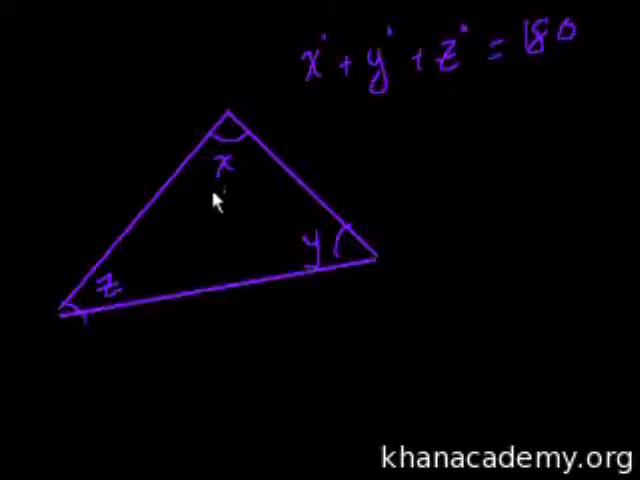 x° + y° + z° = 180
x
y
z
khanacademy.org